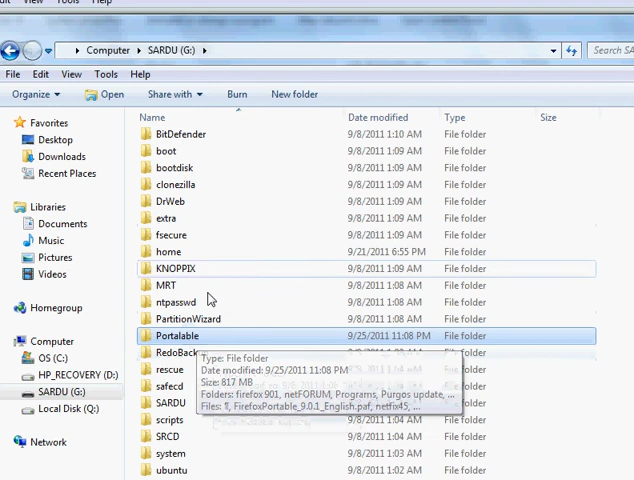 Tools Help
Computer ▸ SARDU (G:) ▸
Search SA
File Edit View Tools Help
Organize Open Share with Burn New folder
Name Date modified Type Size
Favorites
Desktop
Downloads
Recent Places
Libraries
Documents
Music
Pictures
Videos
Homegroup
Computer
OS (C:)
HP_RECOVERY (D:)
SARDU (G:)
Local Disk (Q:)
Network
BitDefender 9/8/2011 1:10 AM File folder
boot 9/8/2011 1:09 AM File folder
bootdisk 9/8/2011 1:09 AM File folder
clonezilla 9/8/2011 1:09 AM File folder
DrWeb 9/8/2011 1:09 AM File folder
extra 9/8/2011 1:09 AM File folder
fsecure 9/8/2011 1:09 AM File folder
home 9/21/2011 6:55 PM File folder
KNOPPIX 9/8/2011 1:09 AM File folder
MRT 9/8/2011 1:08 AM File folder
ntpasswd 9/8/2011 1:08 AM File folder
PartitionWizard 9/8/2011 1:08 AM File folder
Portalable 9/25/2011 11:08 PM File folder
RedoBack File folder
rescue File folder
safecd File folder
SARDU File folder
scripts 9/8/2011 1:04 AM File folder
SRCD 9/8/2011 1:04 AM File folder
system 9/8/2011 1:03 AM File folder
ubuntu 9/8/2011 1:02 AM File folder
Type: File folder
Date modified: 9/25/2011 11:08 PM
Size: 817 MB
Folders: firefox 901, netFORUM, Programs, Purgos update, ...
Files: FirefoxPortable_9.0.1_English.paf, netfix45, ...